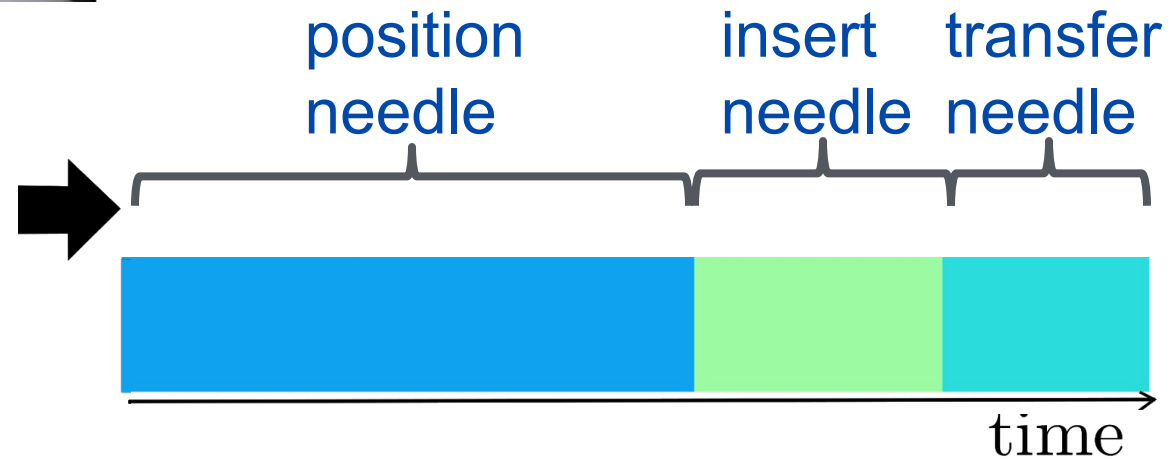 position
needle
insert
needle
transfer
needle
time